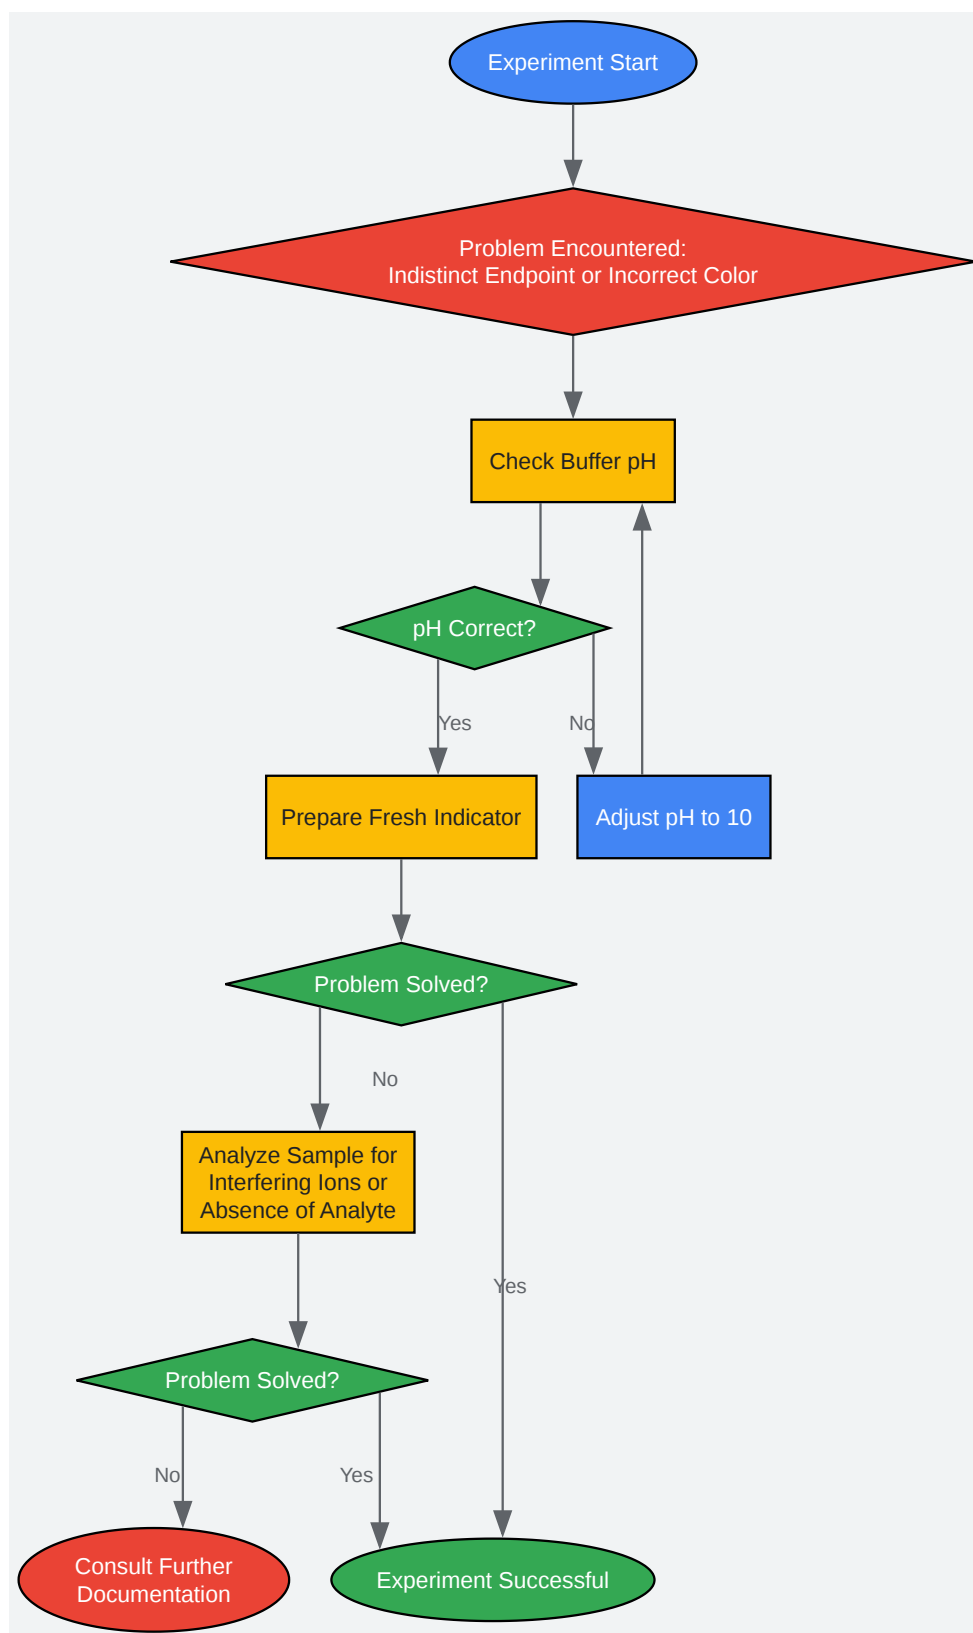 Experiment Start
Problem Encountered:
Indistinct Endpoint or Incorrect Color
Check Buffer pH
pH Correct?
Yes
No
Prepare Fresh Indicator
Adjust pH to 10
Problem Solved?
No
Analyze Sample for
Interfering Ions or
Absence of Analyte
Yes
Problem Solved?
No
Yes
Consult Further
Documentation
Experiment Successful